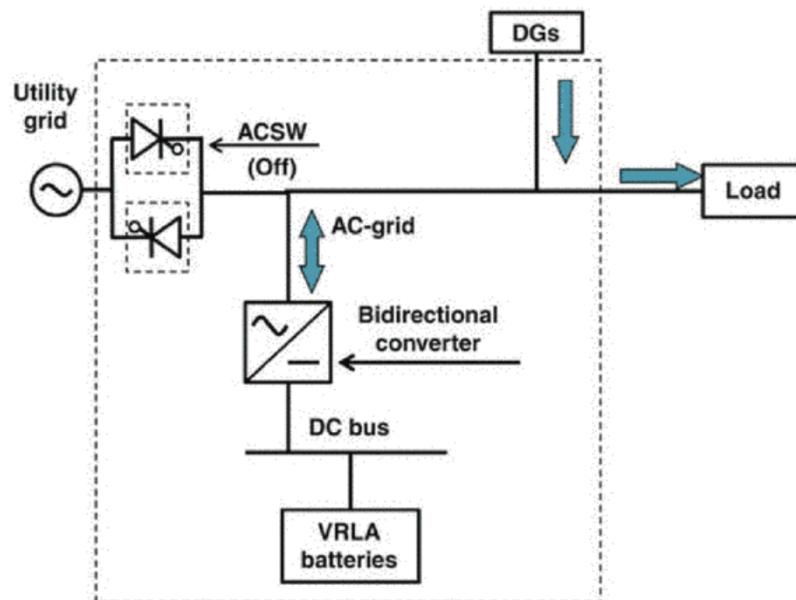 DGs
Utility
grid
ACSW
(Off)
Load
AC-grid
Bidirectional
converter
DC bus
VRLA
batteries